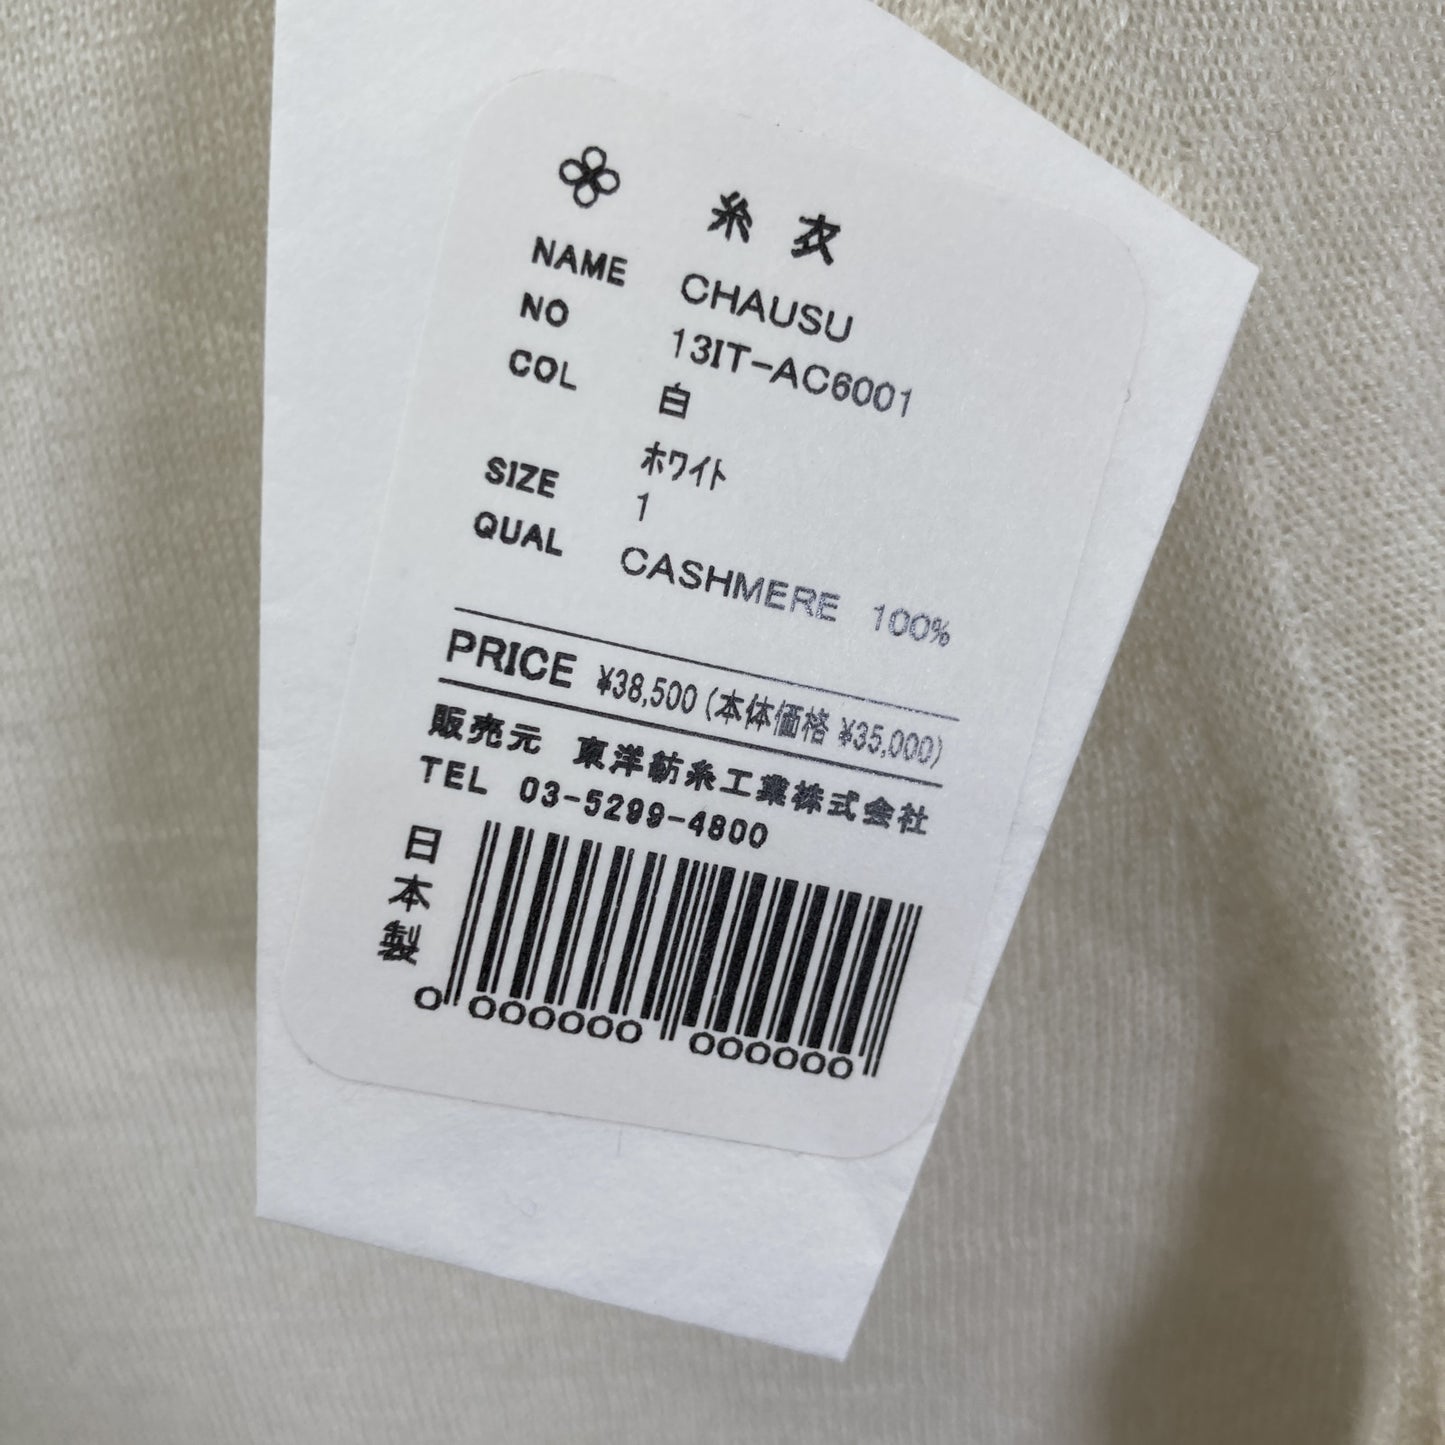 糸衣
NAME CHAUSU
NO 13IT-AC6001
COL 白
ホワイト
SIZE 1
QUAL CASHMERE 100%
PRICE ¥38,500(本体価格 ¥35,000)
販売元 東洋紡糸工業株式会社
TEL 03-5299-4800
日本製
0 000000 000000